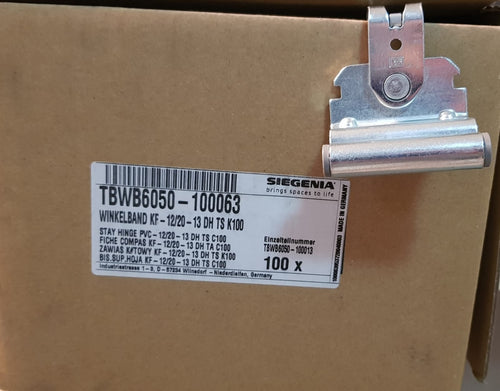 SIEGENIA®
brings spaces to life
TBWB6050-100063
WINKELBAND KF-12/20-13 DH TS K100
STAY HINGE PVC-12/20-13 DH TS C100
FICHE COMPAS KF-12/20-13 DH TA C100
ZAWIAS KĄTOWY KF-12/20-13 DH TS K100
BIS.SUP.HOJA KF-12/20-13 DH TS C100
Industriestrasse 1-3, D-57234 Wilnsdorf - Niederdielfen, Germany
Einzelteilnummer
TBWB6050-100013
100 x
MADE IN GERMANY